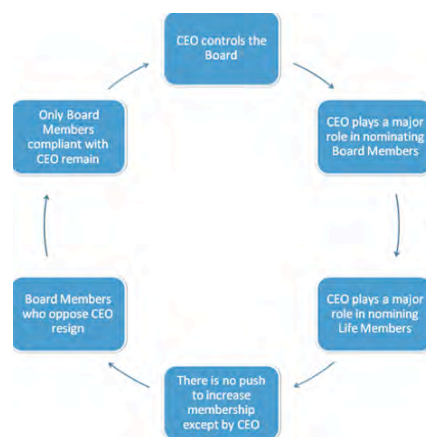 CEO controls the
Board
CEO plays a major
role in nominating
Board Members
CEO plays a major
role in nomining
Life Members
There is no push
to increase
membership except
by CEO
Board Members
who oppose CEO
resign
Only Board
Members
compliant with
CEO remain